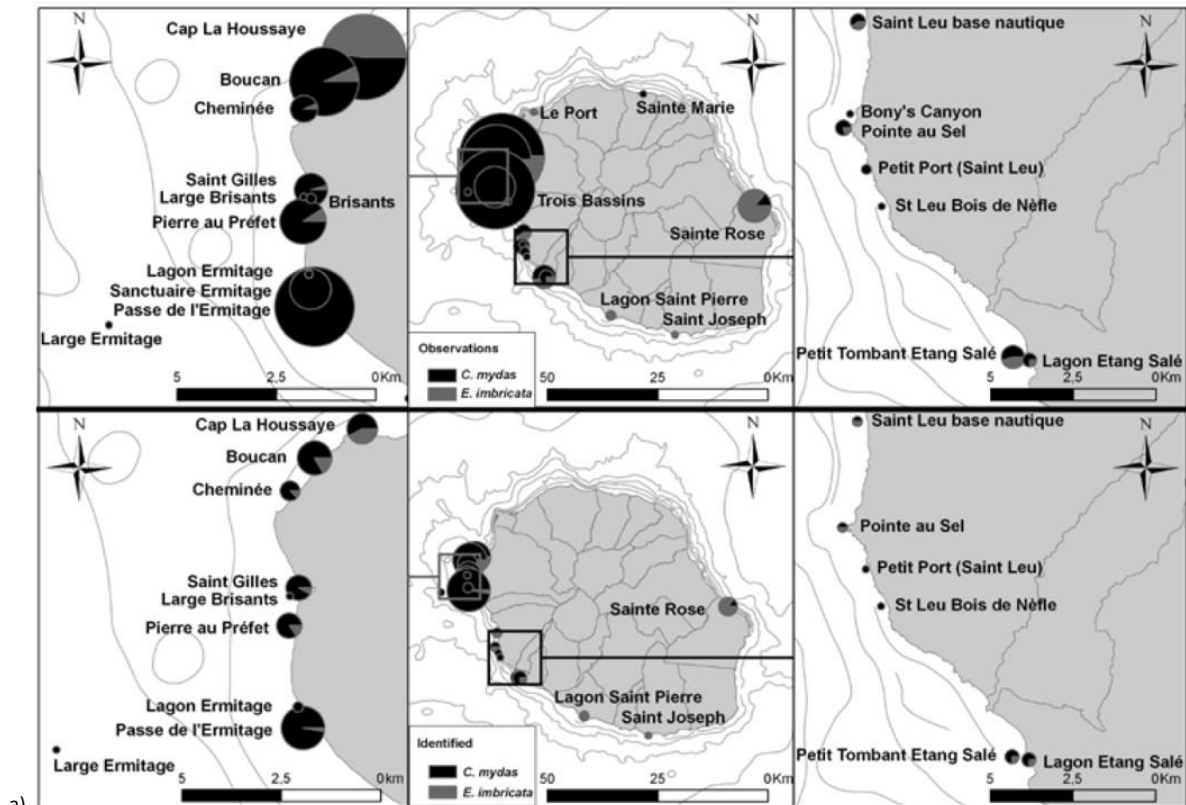 N
Cap La Houssaye
Boucan
Cheminée
Saint Gilles
Large Brisants
Brisants
Pierre au Préfet
Lagon Ermitage
Sanctuaire Ermitage
Passe de l'Ermitage
Large Ermitage
5 2,5 0Km
N
Le Port
Sainte Marie
Trois Bassins
Sainte Rose
Lagon Saint Pierre
Saint Joseph
Observations
C. mydas
E. imbricata
50 25 0Km
N
Saint Leu base nautique
Bony's Canyon
Pointe au Sel
Petit Port (Saint Leu)
St Leu Bois de Nèfle
Petit Tombant Etang Salé
Lagon Etang Salé
5 2,5 0Km
N
Cap La Houssaye
Boucan
Cheminée
Saint Gilles
Large Brisants
Pierre au Préfet
Lagon Ermitage
Passe de l'Ermitage
Large Ermitage
5 2,5 0Km
N
Sainte Rose
Lagon Saint Pierre
Saint Joseph
Identified
C. mydas
E. imbricata
50 25 0Km
N
Saint Leu base nautique
Pointe au Sel
Petit Port (Saint Leu)
St Leu Bois de Nèfle
Petit Tombant Etang Salé
Lagon Etang Salé
5 2,5 0Km
a)